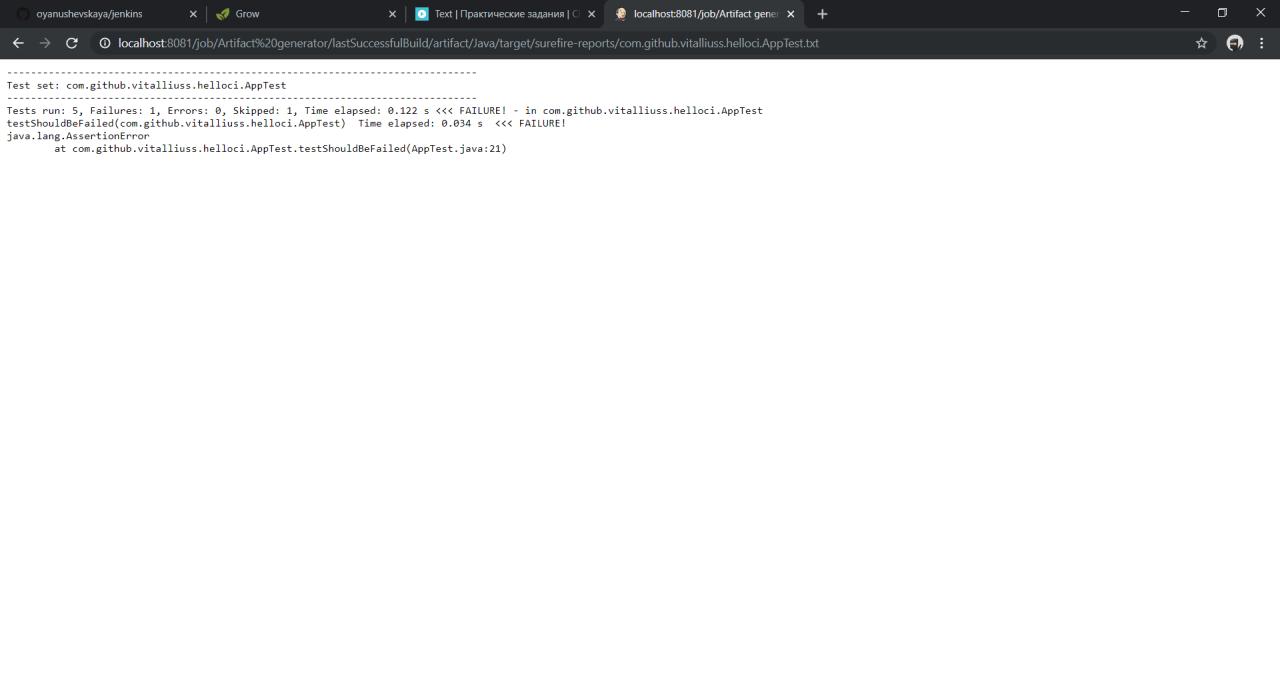 oyanushevskaya/jenkins
Grow
Text | Практические задания | C
localhost:8081/job/Artifact gener
localhost:8081/job/Artifact%20generator/lastSuccessfulBuild/artifact/Java/target/surefire-reports/com.github.vitalliuss.helloci.AppTest.txt
-------------------------------------------------------------------------------
Test set: com.github.vitalliuss.helloci.AppTest
-------------------------------------------------------------------------------
Tests run: 5, Failures: 1, Errors: 0, Skipped: 1, Time elapsed: 0.122 s <<< FAILURE! - in com.github.vitalliuss.helloci.AppTest
testShouldBeFailed(com.github.vitalliuss.helloci.AppTest)  Time elapsed: 0.034 s  <<< FAILURE!
java.lang.AssertionError
	at com.github.vitalliuss.helloci.AppTest.testShouldBeFailed(AppTest.java:21)